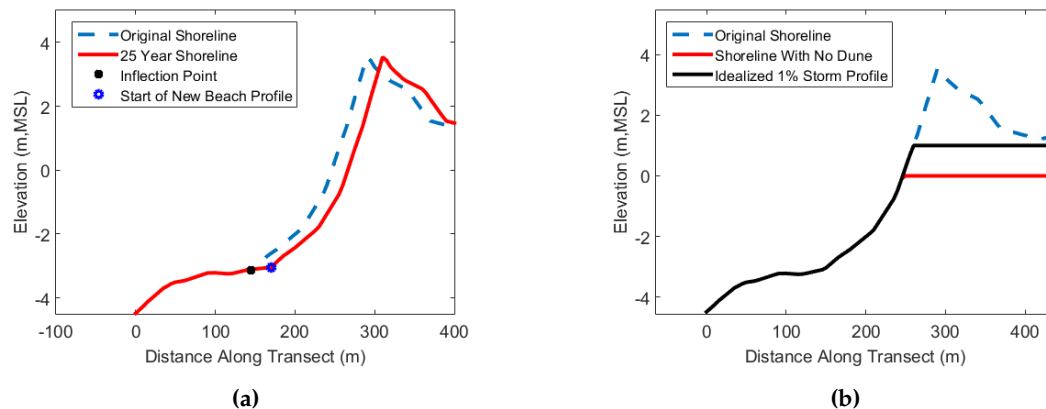 Original Shoreline
25 Year Shoreline
Inflection Point
Start of New Beach Profile
Elevation (m,MSL)
4
2
0
-2
-4
-100
0
100
200
300
400
Distance Along Transect (m)
(a)
Original Shoreline
Shoreline With No Dune
Idealized 1% Storm Profile
Elevation (m,MSL)
4
2
0
-2
-4
0
100
200
300
400
Distance Along Transect (m)
(b)